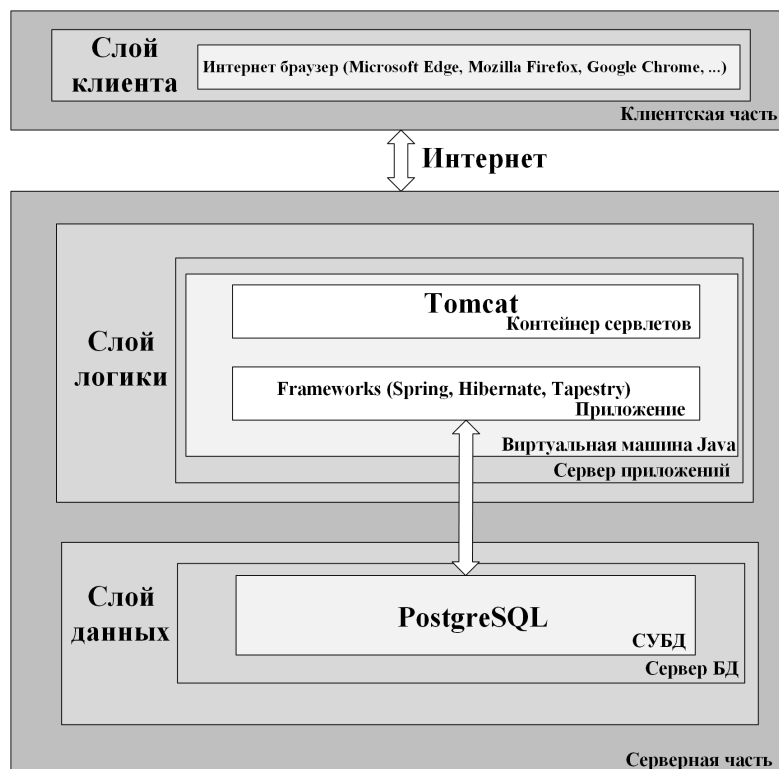 Слой
клиента
Интернет браузер (Microsoft Edge, Mozilla Firefox, Google Chrome, ...)
Клиентская часть
Интернет
Слой
логики
Tomcat
Контейнер сервлетов
Frameworks (Spring, Hibernate, Tapestry)
Приложение
Виртуальная машина Java
Сервер приложений
Слой
данных
PostgreSQL
СУБД
Сервер БД
Серверная часть